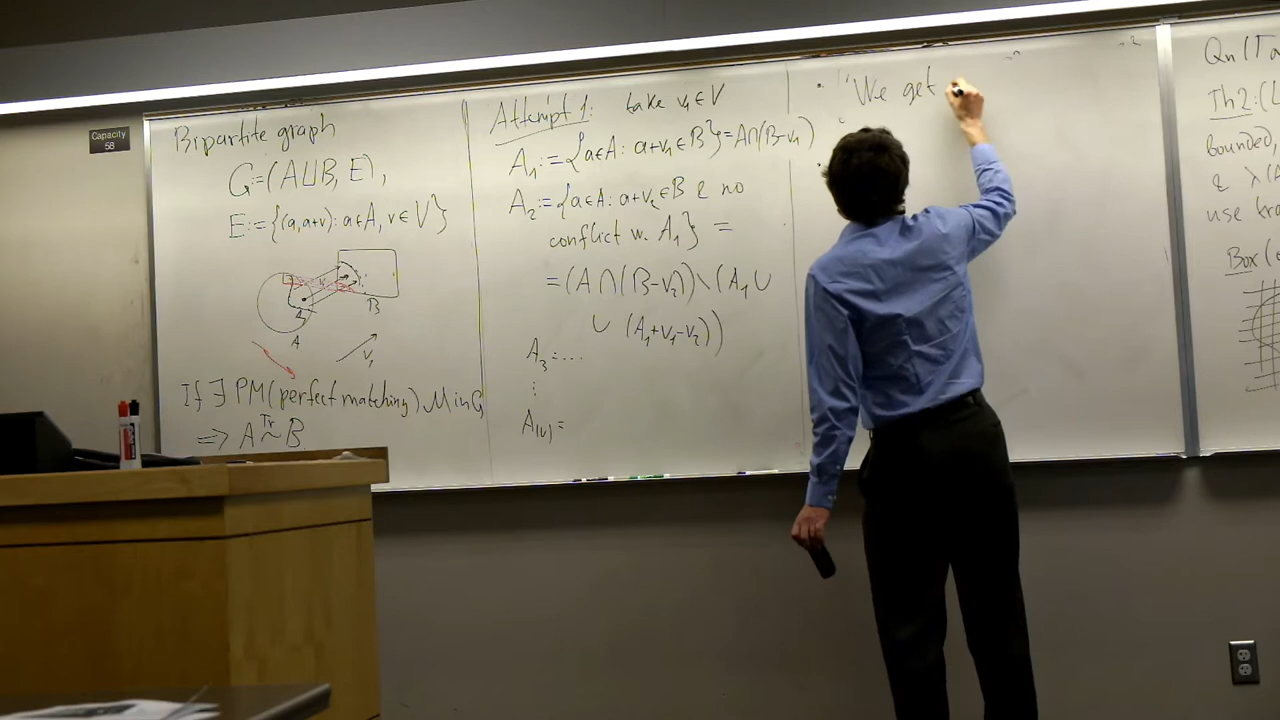 Capacity
58
Bipartite graph
G:=(A⊔B, E),
E:={(a,a+v): a∈A, v∈V}
A
B
V₁
If ∃ PM(perfect matching) M in G
⟹ A ~ᵀʳ B
Attempt 1: take v₁∈V
A₁:={a∈A: a+v₁∈B}=A∩(B-v₁)
A₂:={a∈A: a+v₂∈B & no
conflict w. A₁} =
=(A∩(B-v₂)\(A₁∪
∪ (A₁+v₁-v₂))
A₃:=...
⋮
A|V|=
• "We get
Qn(Ta
Th2:(L
bounded,
& λ(A
use tra
Box(